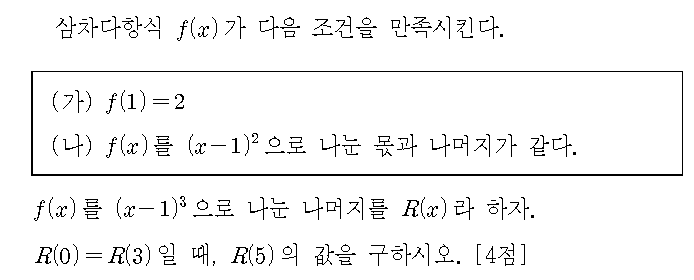 삼차다항식 f(x)가 다음 조건을 만족시킨다.
(가) f(1)=2
(나) f(x)를 (x-1)²으로 나눈 몫과 나머지가 같다.
f(x)를 (x-1)³으로 나눈 나머지를 R(x)라 하자.
R(0)=R(3)일 때, R(5)의 값을 구하시오. [4점]